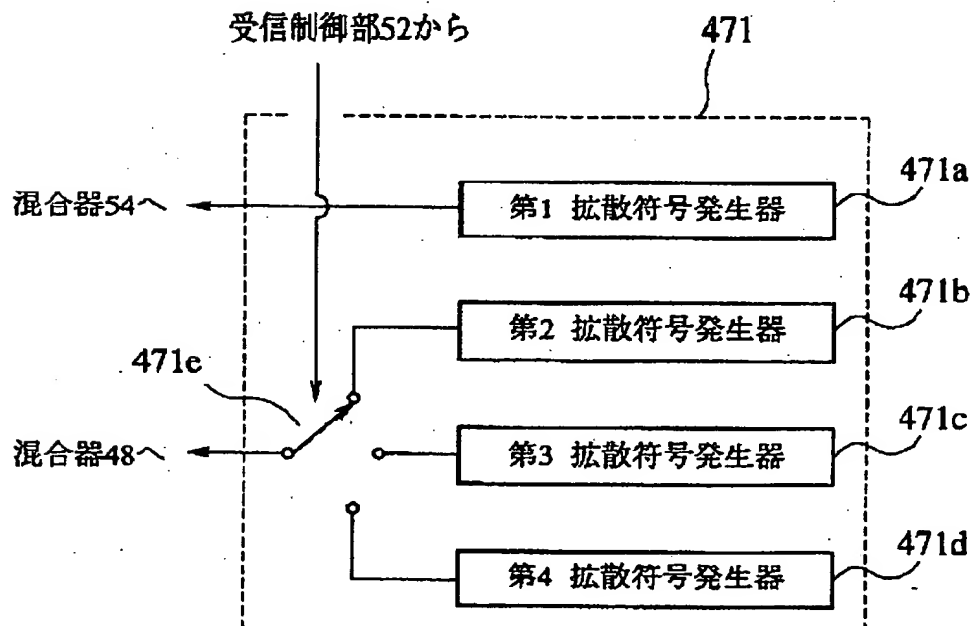 受信制御部52から
471
混合器54へ
第1 拡散符号発生器
471a
第2 拡散符号発生器
471b
471e
混合器48へ
第3 拡散符号発生器
471c
第4 拡散符号発生器
471d